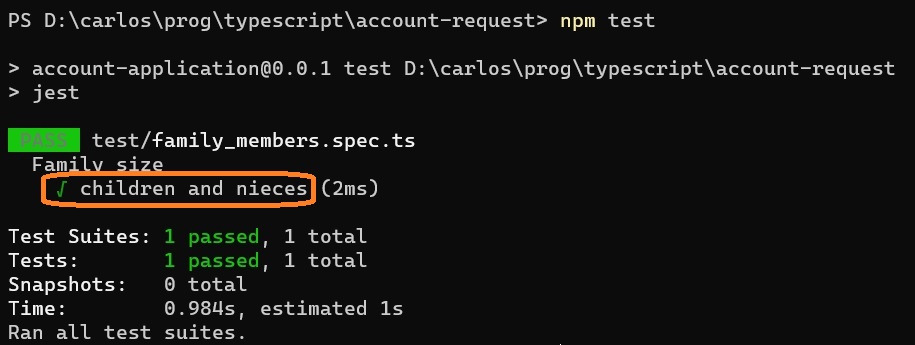 PS D:\carlos\prog\typescript\account-request> npm test
> account-application@0.0.1 test D:\carlos\prog\typescript\account-request
> jest
PASS test/family_members.spec.ts
Family size
√ children and nieces (2ms)
Test Suites: 1 passed, 1 total
Tests: 1 passed, 1 total
Snapshots: 0 total
Time: 0.984s, estimated 1s
Ran all test suites.